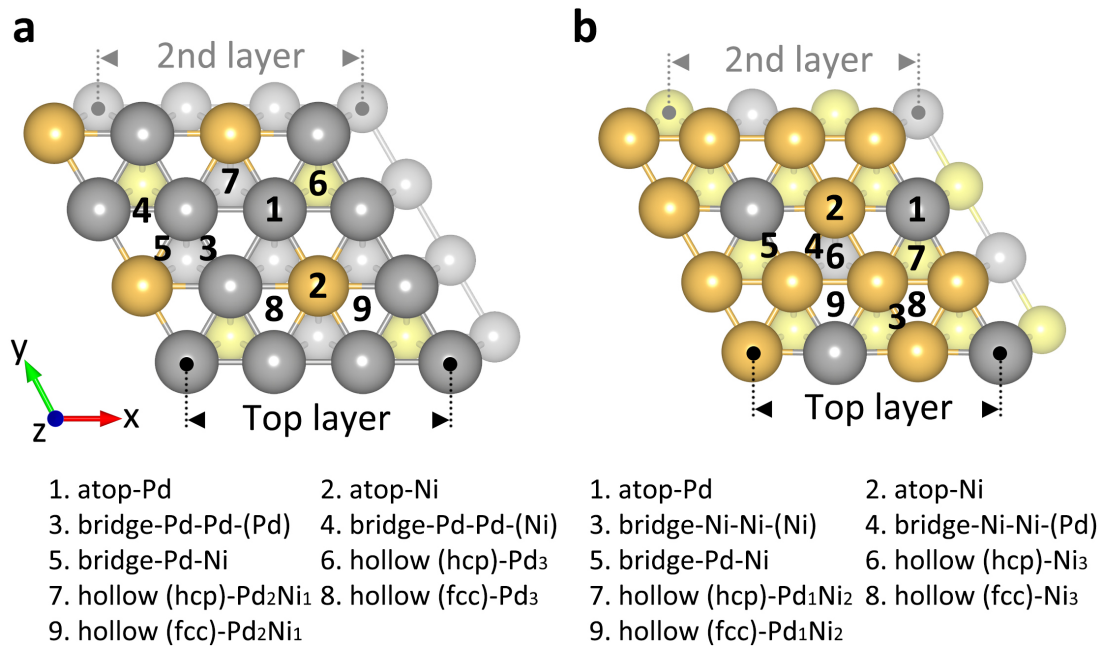 a
b
2nd layer
2nd layer
7
6
4
1
5
3
2
8
9
2
1
5
4
6
7
9
8
3
y
z
x
Top layer
Top layer
1. atop-Pd 2. atop-Ni
3. bridge-Pd-Pd-(Pd) 4. bridge-Pd-Pd-(Ni)
5. bridge-Pd-Ni 6. hollow (hcp)-Pd₃
7. hollow (hcp)-Pd₂Ni₁ 8. hollow (fcc)-Pd₃
9. hollow (fcc)-Pd₂Ni₁
1. atop-Pd 2. atop-Ni
3. bridge-Ni-Ni-(Ni) 4. bridge-Ni-Ni-(Pd)
5. bridge-Pd-Ni 6. hollow (hcp)-Ni₃
7. hollow (hcp)-Pd₁Ni₂ 8. hollow (fcc)-Ni₃
9. hollow (fcc)-Pd₁Ni₂